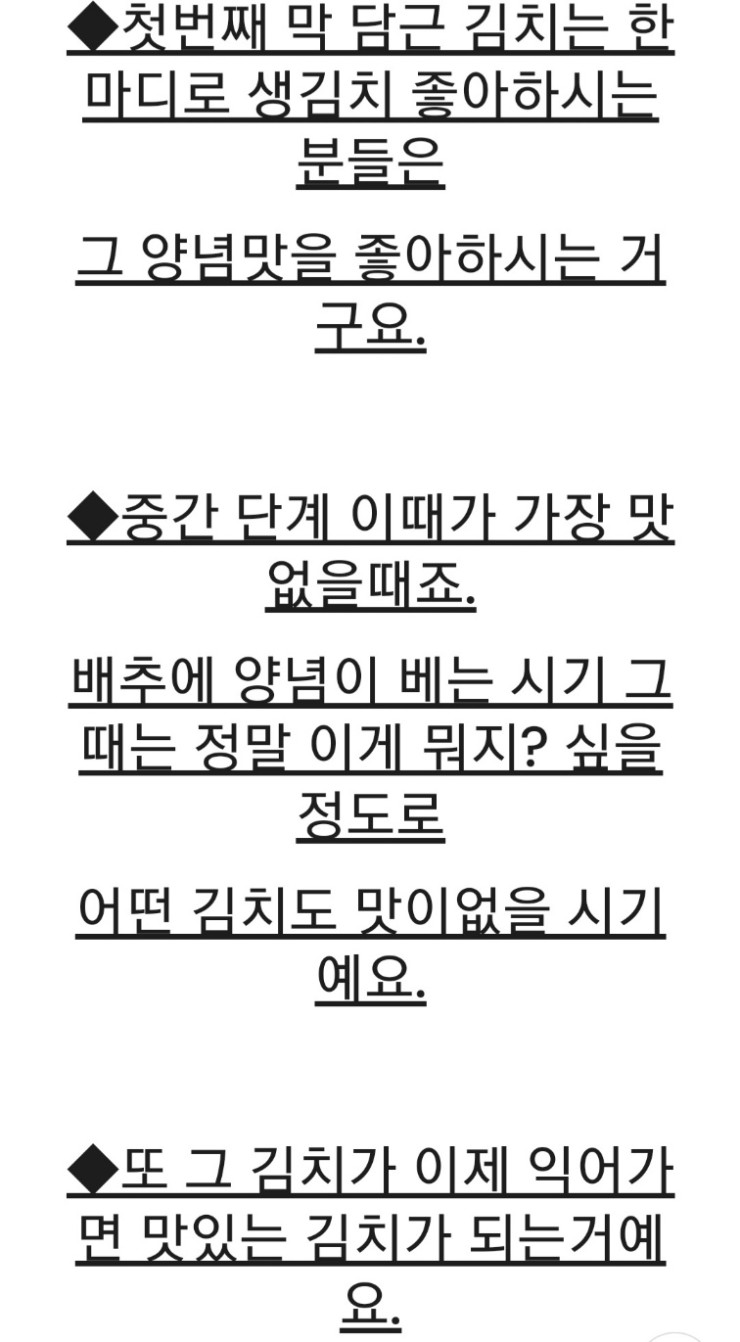 ◆첫번째 막 담근 김치는 한
마디로 생김치 좋아하시는
분들은
그 양념맛을 좋아하시는 거
구요.
◆중간 단계 이때가 가장 맛
없을때죠.
배추에 양념이 베는 시기 그
때는 정말 이게 뭐지? 싶을
정도로
어떤 김치도 맛이없을 시기
예요.
◆또 그 김치가 이제 익어가
면 맛있는 김치가 되는거예
요.